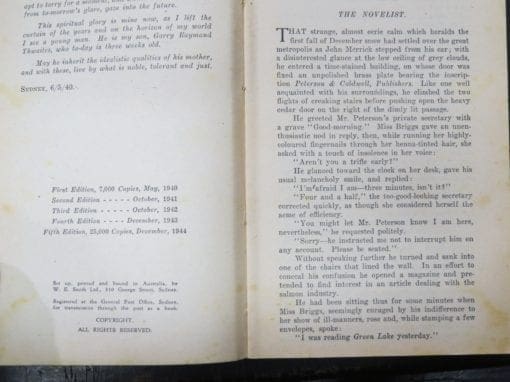 apt to torry for a moment, and
from to-morrow's glare, gaze into the future.
This spiritual glory is mine now, as I lift the
curtain of the years and on the horizon of my world
I see a young man. He is my son, Garry Raymond
Thwaites, who to-day is three weeks old.
May he inherit the idealistic qualities of his mother,
and with these, live by what is noble, tolerant and just.
SYDNEY, 6/5/40.
First Edition, 7,000 Copies, May, 1940
Second Edition - - - - - October, 1941
Third Edition - - - - - October, 1942
Fourth Edition - - - - December, 1943
Fifth Edition, 25,000 Copies, December, 1944
Set up, printed and bound in Australia, by
W. E. Smith Ltd., 310 George Street, Sydney.
Registered at the General Post Office, Sydney,
for transmission through the post as a book.
COPYRIGHT.
ALL RIGHTS RESERVED.
THE NOVELIST.
THAT strange, almost eerie calm which heralds the
first fall of December snow had settled over the great
metropolis as John Merrick stepped from his car; with
a disinterested glance at the low ceiling of grey clouds,
he entered a time-stained building, on whose door was
fixed an unpolished brass plate bearing the inscrip-
tion Peterson & Caldwell, Publishers. Like one well
acquainted with his surroundings, he climbed the two
flights of creaking stairs before pushing open the heavy
cedar door on the right of the dimly lit passage.
He greeted Mr. Peterson's private secretary with
a grave "Good-morning." Miss Briggs gave an unen-
thusiastic nod in reply, then, while running her highly-
coloured fingernails through her henna-tinted hair, she
asked with a touch of insolence in her voice:
"Aren't you a trifle early?"
He glanced toward the clock on her desk, gave his
usual melancholy smile, and replied:
"I'm afraid I am—three minutes, isn't it?"
"Four and a half," the too-good-looking secretary
corrected quickly, as though she considered herself the
acme of efficiency.
"You might let Mr. Peterson know I am here,
nevertheless," he requested politely.
"Sorry—he instructed me not to interrupt him on
any account. Please be seated."
Without speaking further he turned and sank into
one of the chairs that lined the wall. In an effort to
conceal his confusion he opened a magazine and pre-
tended to find interest in an article dealing with the
salmon industry.
He had been sitting thus for some minutes when
Miss Briggs, seemingly enraged by his indifference to
her show of ill-manners, rose and, while stamping a few
envelopes, spoke:
"I was reading Green Lake yesterday."